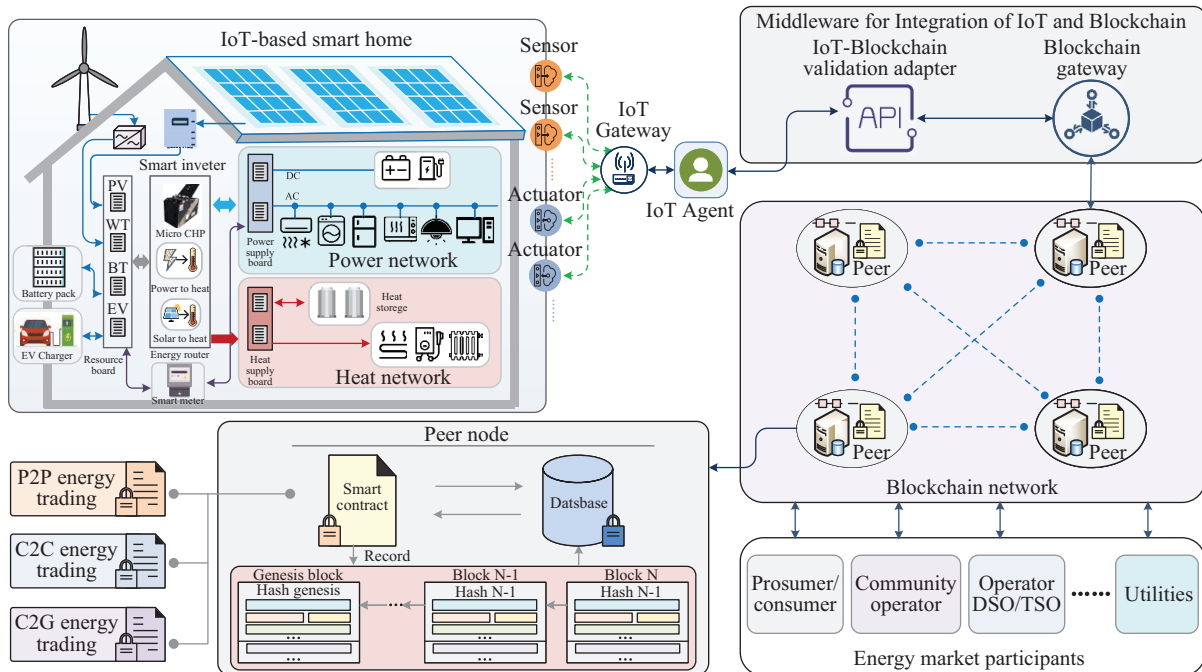 IoT-based smart home
Smart inveter
PV
WT
BT
EV
Resource
board
Micro CHP
Power to heat
Solar to heat
Energy router
Battery pack
EV Charger
Smart meter
DC
AC
Power
supply
board
Power network
Heat
storege
Heat
supply
board
Heat network
Sensor
Sensor
Actuator
Actuator
IoT
Gateway
IoT Agent
Middleware for Integration of IoT and Blockchain
IoT-Blockchain
validation adapter
API
Blockchain
gateway
Peer
Peer
Peer
Peer
Blockchain network
Prosumer/
consumer
Community
operator
Operator
DSO/TSO
......
Utilities
Energy market participants
Peer node
Smart
contract
Datsbase
Record
Genesis block
Hash genesis
...
...
...
Block N-1
Hash N-1
...
...
Block N
Hash N-1
...
...
P2P energy
trading
C2C energy
trading
C2G energy
trading